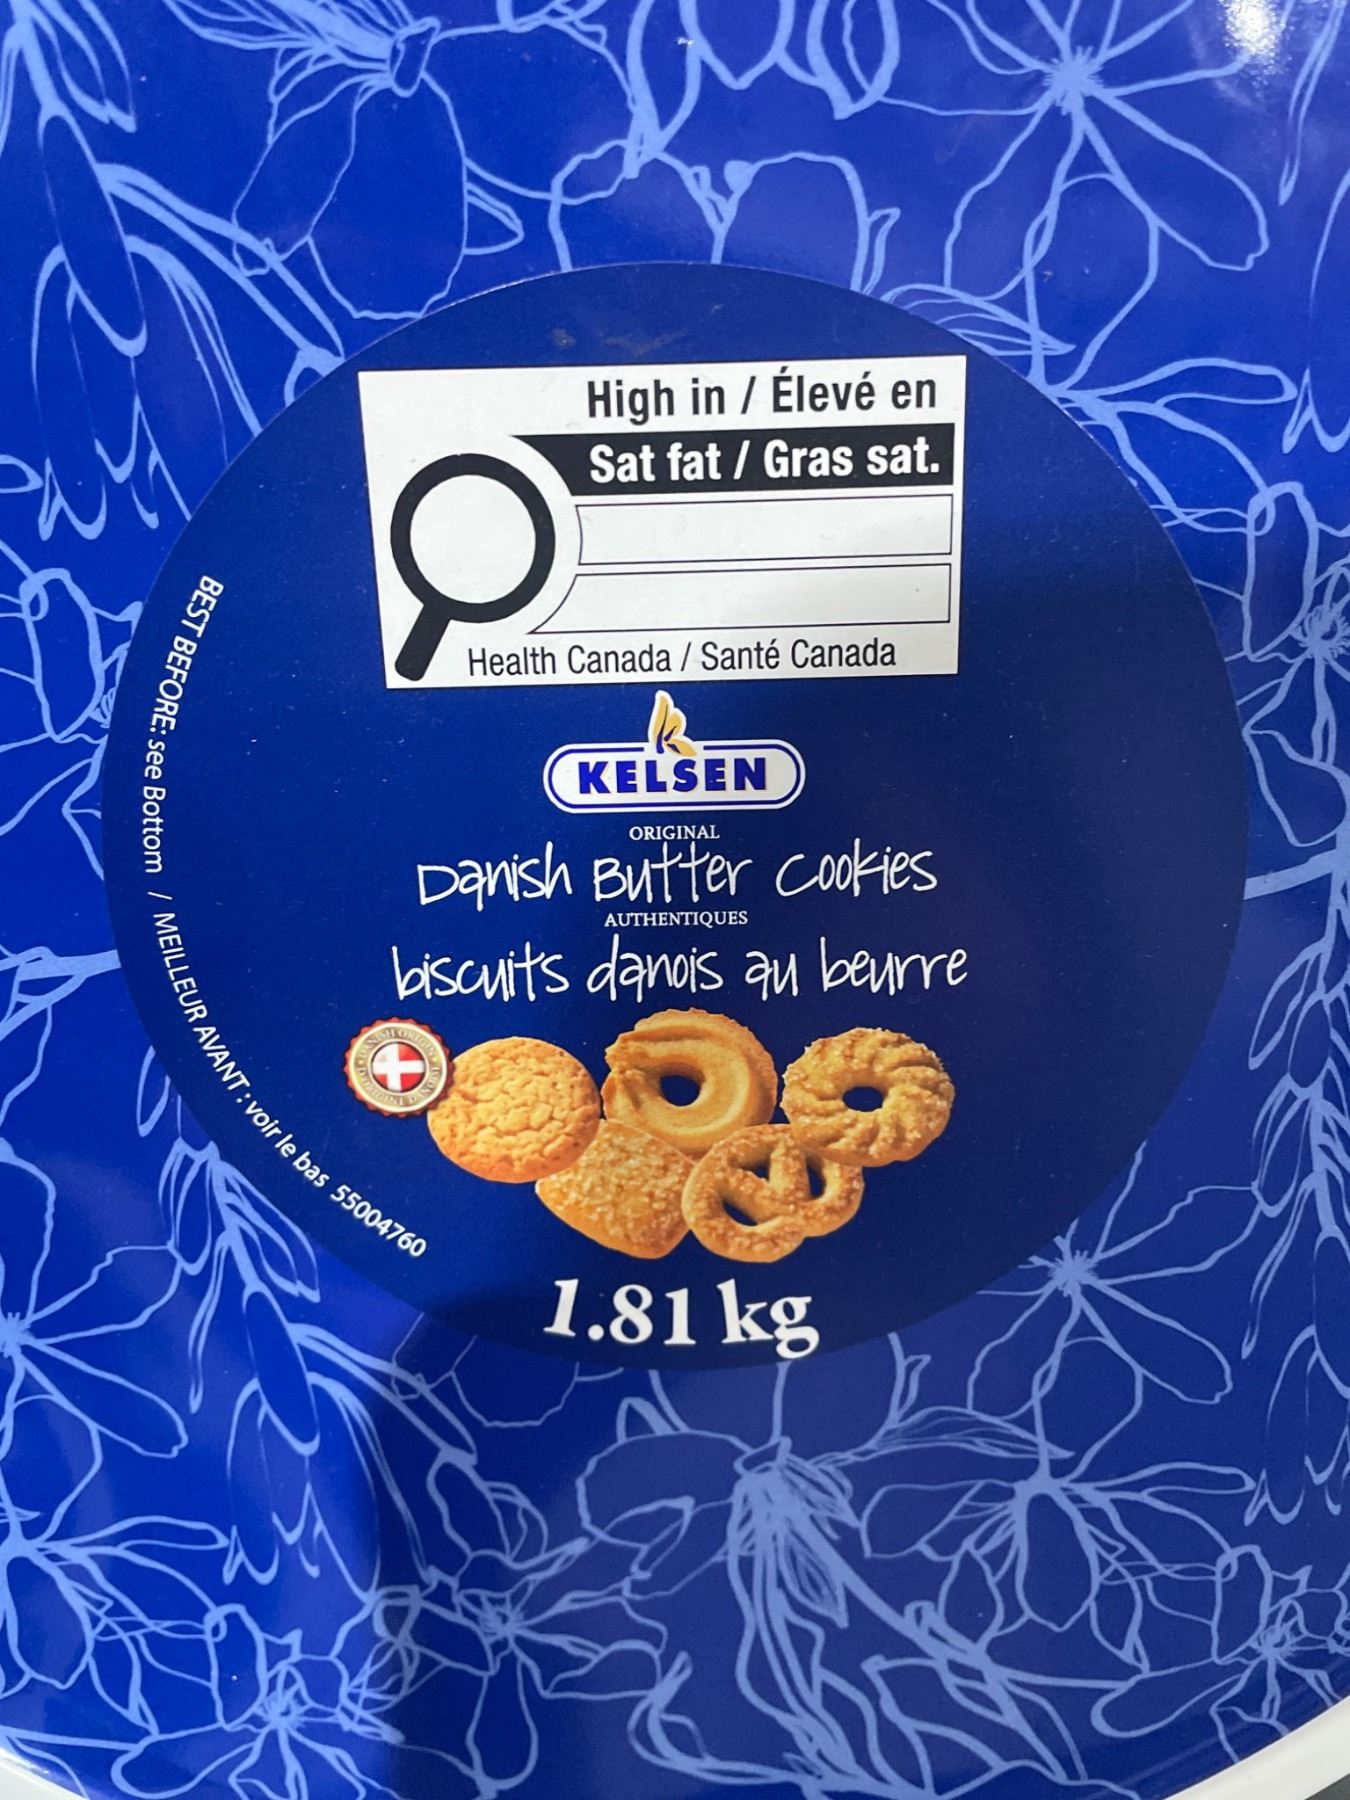 High in / Élevé en
Sat fat / Gras sat.
Health Canada / Santé Canada
KELSEN
ORIGINAL
Danish Butter Cookies
AUTHENTIQUES
biscuits danois au beurre
1.81 kg
BEST BEFORE: see Bottom / MEILLEUR AVANT : voir le bas 55004760